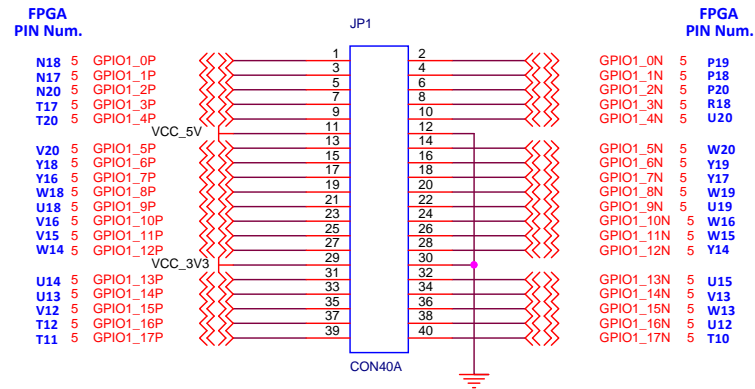 FPGA
PIN Num.
JP1
FPGA
PIN Num.
N18 5 GPIO1_0P 1 2 GPIO1_0N 5 P19
N17 5 GPIO1_1P 3 4 GPIO1_1N 5 P18
N20 5 GPIO1_2P 5 6 GPIO1_2N 5 P20
T17 5 GPIO1_3P 7 8 GPIO1_3N 5 R18
T20 5 GPIO1_4P 9 10 GPIO1_4N 5 U20
VCC_5V 11 12
V20 5 GPIO1_5P 13 14 GPIO1_5N 5 W20
Y18 5 GPIO1_6P 15 16 GPIO1_6N 5 Y19
Y16 5 GPIO1_7P 17 18 GPIO1_7N 5 Y17
W18 5 GPIO1_8P 19 20 GPIO1_8N 5 W19
U18 5 GPIO1_9P 21 22 GPIO1_9N 5 U19
V16 5 GPIO1_10P 23 24 GPIO1_10N 5 W16
V15 5 GPIO1_11P 25 26 GPIO1_11N 5 W15
W14 5 GPIO1_12P 27 28 GPIO1_12N 5 Y14
VCC_3V3 29 30
U14 5 GPIO1_13P 31 32 GPIO1_13N 5 U15
U13 5 GPIO1_14P 33 34 GPIO1_14N 5 V13
V12 5 GPIO1_15P 35 36 GPIO1_15N 5 W13
T12 5 GPIO1_16P 37 38 GPIO1_16N 5 U12
T11 5 GPIO1_17P 39 40 GPIO1_17N 5 T10
CON40A